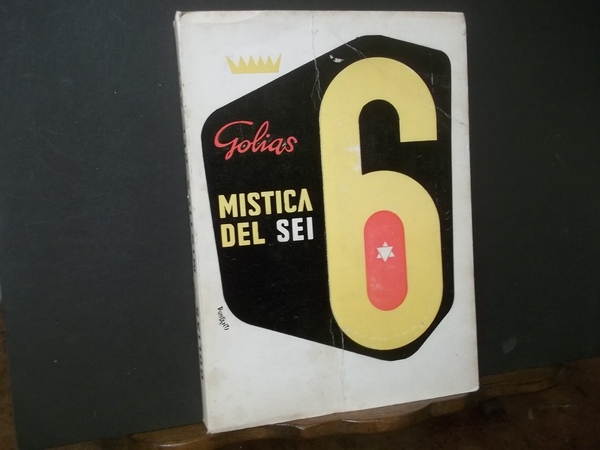 Golias
6
MISTICA
DEL SEI